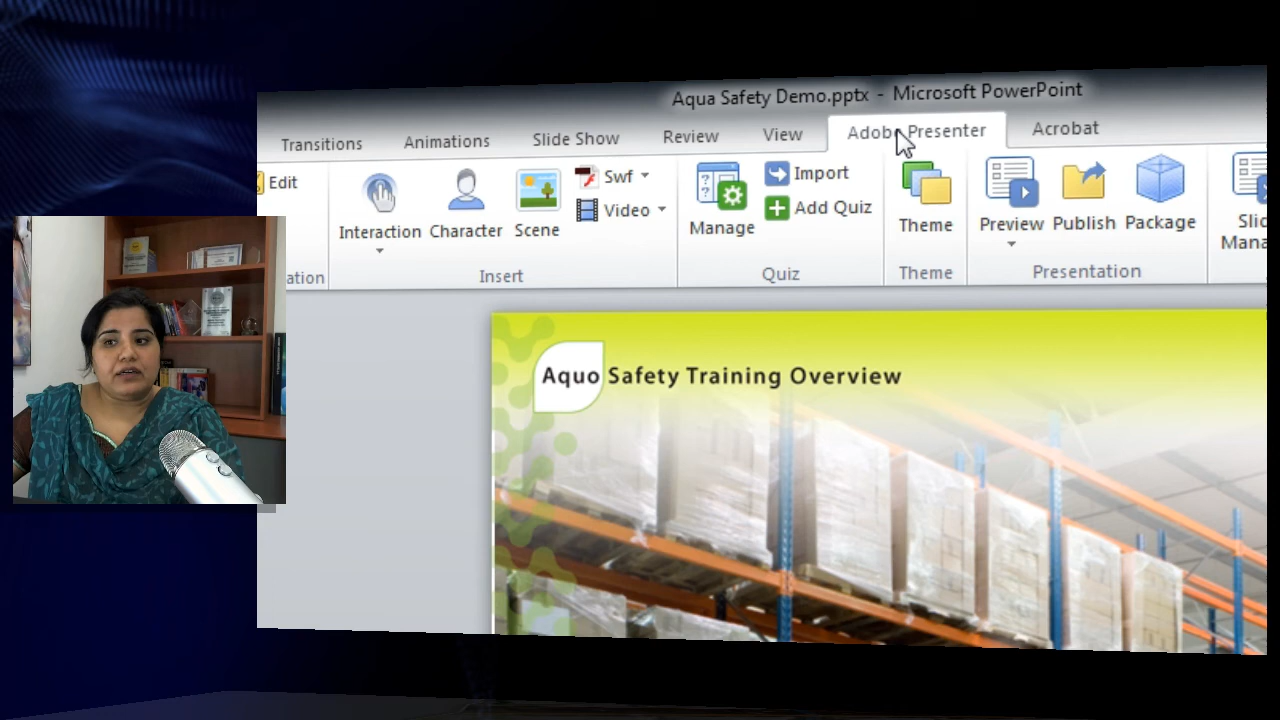 Aqua Safety Demo.pptx - Microsoft PowerPoint
Transitions Animations Slide Show Review View Adobe Presenter Acrobat
Edit
Interaction Character Scene
Swf
Video
Manage
Import
Add Quiz
Theme
Preview Publish Package
ation Insert Quiz Theme Presentation
Aquo Safety Training Overview